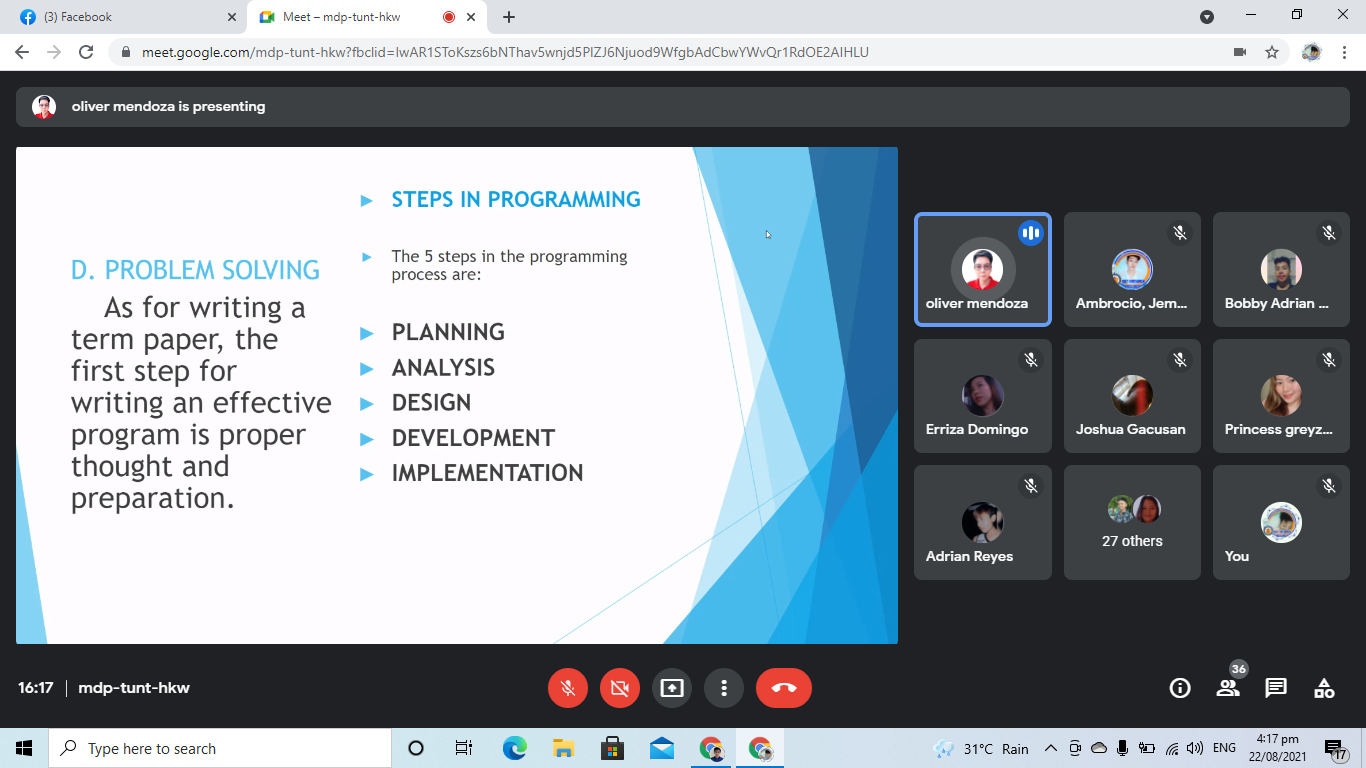 (3) Facebook
Meet – mdp-tunt-hkw
meet.google.com/mdp-tunt-hkw?fbclid=IwAR1SToKszs6bNThav5wnjd5PlZJ6Njuod9WfgbAdCbwYWvQr1RdOE2AIHLU
oliver mendoza is presenting
D. PROBLEM SOLVING
As for writing a
term paper, the
first step for
writing an effective
program is proper
thought and
preparation.
STEPS IN PROGRAMMING
The 5 steps in the programming
process are:
PLANNING
ANALYSIS
DESIGN
DEVELOPMENT
IMPLEMENTATION
oliver mendoza
Ambrocio, Jem...
Bobby Adrian ...
Erriza Domingo
Joshua Gacusan
Princess greyz...
Adrian Reyes
27 others
You
16:17 | mdp-tunt-hkw
36
Type here to search
31°C Rain
ENG
4:17 pm
22/08/2021
17